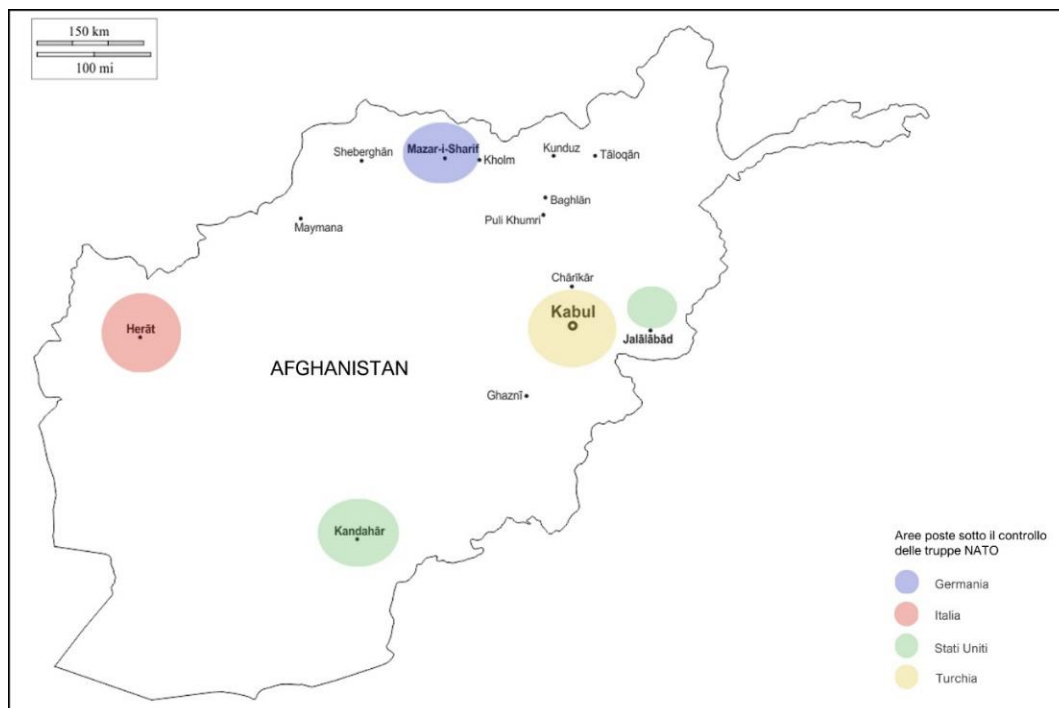 150 km
100 mi
Mazar-i-Sharif
Sheberghān
Kholm
Kunduz
Tāloqān
Baghlān
Puli Khumri
Maymana
Chārīkār
Kabul
Herāt
Jalālābād
AFGHANISTAN
Ghaznī
Kandahār
Aree poste sotto il controllo
delle truppe NATO
Germania
Italia
Stati Uniti
Turchia